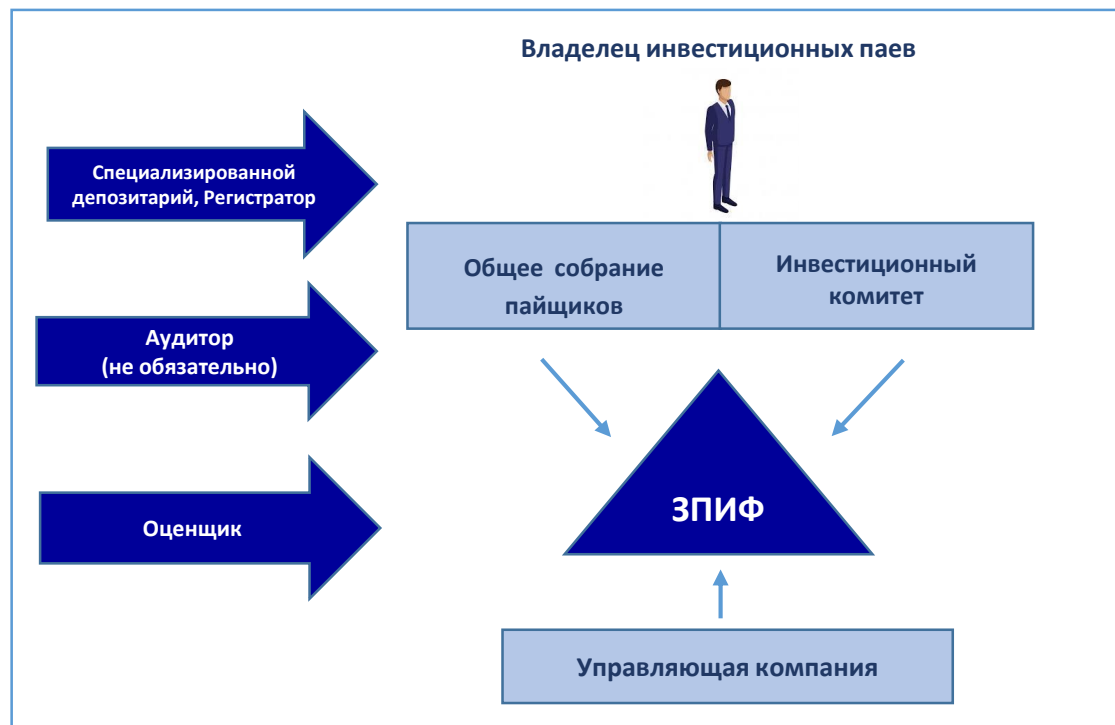 Владелец инвестиционных паев
Специализированной
депозитарий, Регистратор
Общее собрание
пайщиков
Инвестиционный
комитет
Аудитор
(не обязательно)
ЗПИФ
Оценщик
Управляющая компания